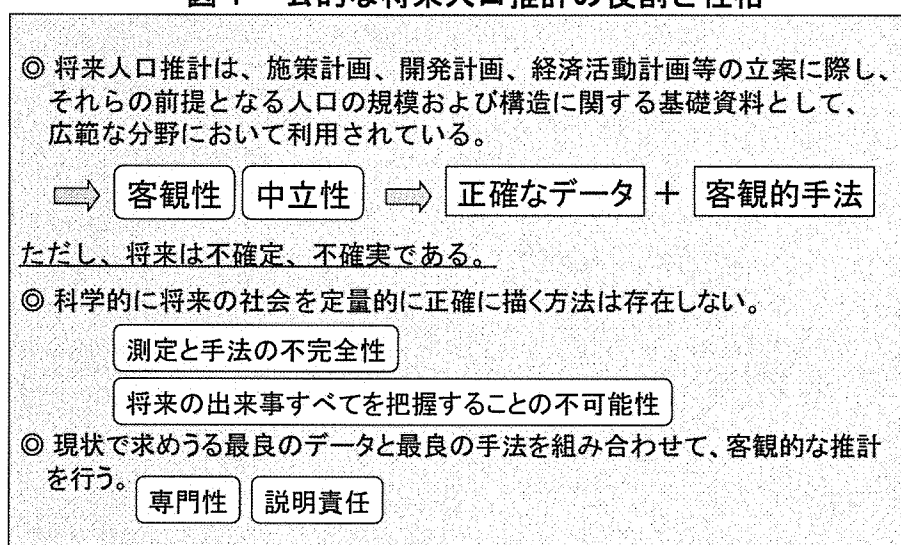 ◎ 将来人口推計は、施策計画、開発計画、経済活動計画等の立案に際し、
それらの前提となる人口の規模および構造に関する基礎資料として、
広範な分野において利用されている。
⇨ 客観性 中立性 ⇨ 正確なデータ + 客観的手法
ただし、将来は不確定、不確実である。
◎ 科学的に将来の社会を定量的に正確に描く方法は存在しない。
測定と手法の不完全性
将来の出来事すべてを把握することの不可能性
◎ 現状で求めうる最良のデータと最良の手法を組み合わせて、客観的な推計
を行う。 専門性 説明責任